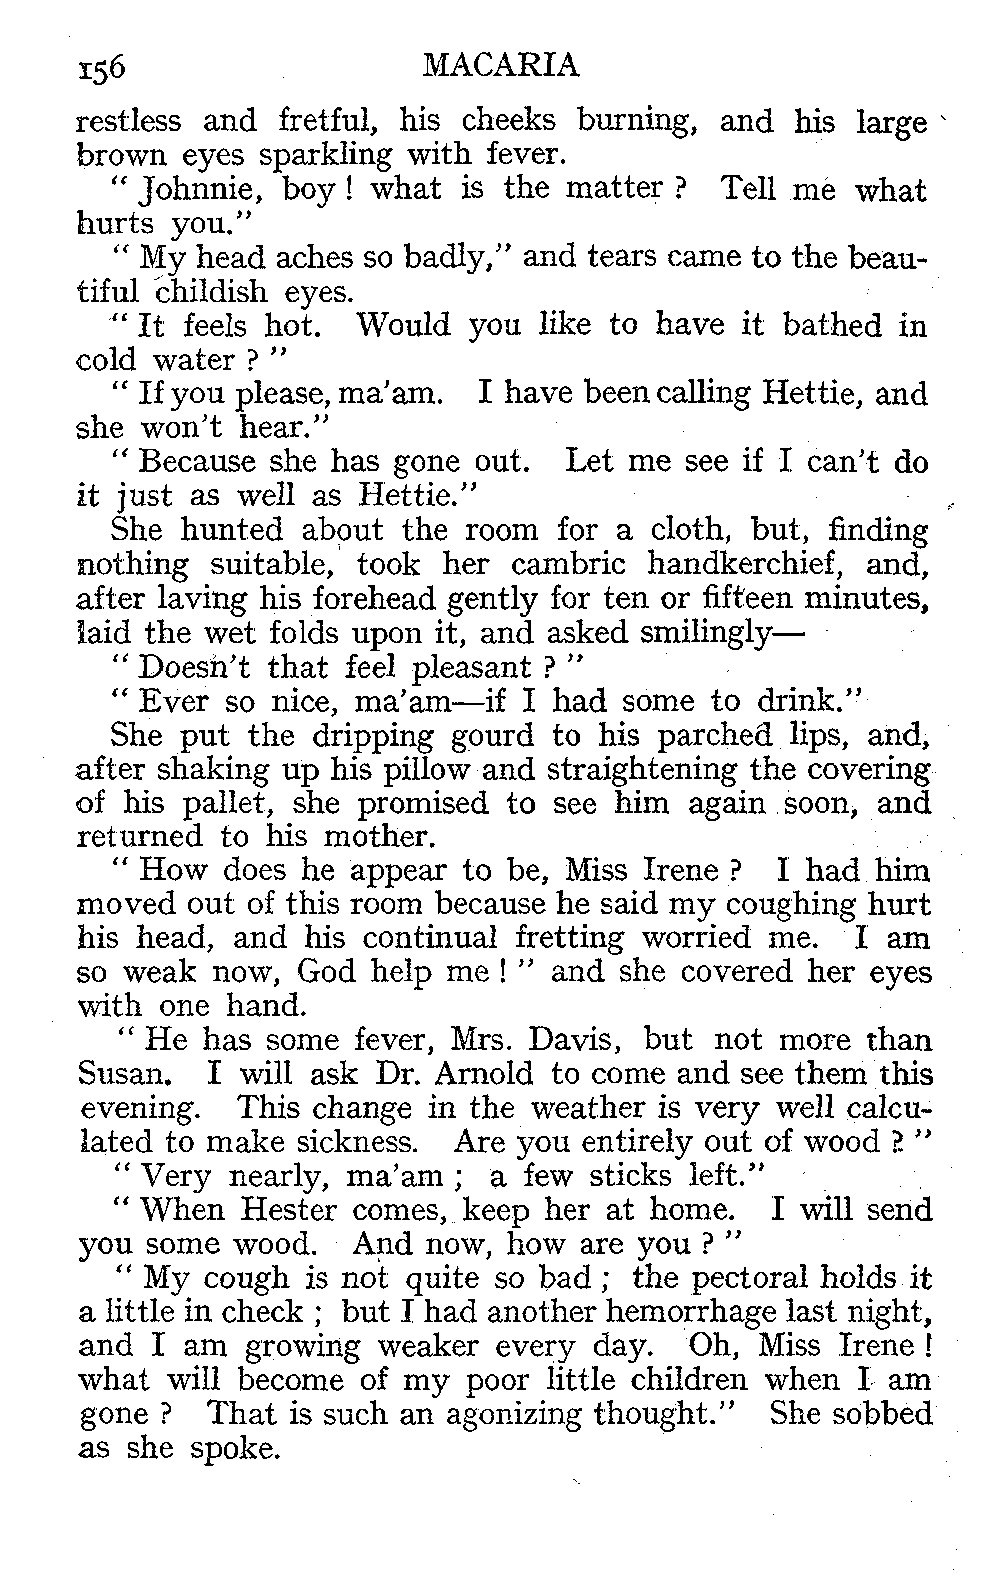 156 MACARIA
restless and fretful, his cheeks burning, and his large
brown eyes sparkling with fever.
“ Johnnie, boy ! what is the matter ? Tell me what
hurts you.”
“ My head aches so badly,” and tears came to the beau-
tiful childish eyes.
“ It feels hot. Would you like to have it bathed in
cold water ? ”
“ If you please, ma’am. I have been calling Hettie, and
she won’t hear.”
“ Because she has gone out. Let me see if I can’t do
it just as well as Hettie.”
She hunted about the room for a cloth, but, finding
nothing suitable, took her cambric handkerchief, and,
after laving his forehead gently for ten or fifteen minutes,
laid the wet folds upon it, and asked smilingly—
“ Doesn’t that feel pleasant ? ”
“ Ever so nice, ma’am—if I had some to drink.”
She put the dripping gourd to his parched lips, and,
after shaking up his pillow and straightening the covering
of his pallet, she promised to see him again soon, and
returned to his mother.
“ How does he appear to be, Miss Irene ? I had him
moved out of this room because he said my coughing hurt
his head, and his continual fretting worried me. I am
so weak now, God help me ! ” and she covered her eyes
with one hand.
“ He has some fever, Mrs. Davis, but not more than
Susan. I will ask Dr. Arnold to come and see them this
evening. This change in the weather is very well calcu-
lated to make sickness. Are you entirely out of wood ? ”
“ Very nearly, ma’am ; a few sticks left.”
“ When Hester comes, keep her at home. I will send
you some wood. And now, how are you ? ”
“ My cough is not quite so bad ; the pectoral holds it
a little in check ; but I had another hemorrhage last night,
and I am growing weaker every day. Oh, Miss Irene !
what will become of my poor little children when I am
gone ? That is such an agonizing thought.” She sobbed
as she spoke.